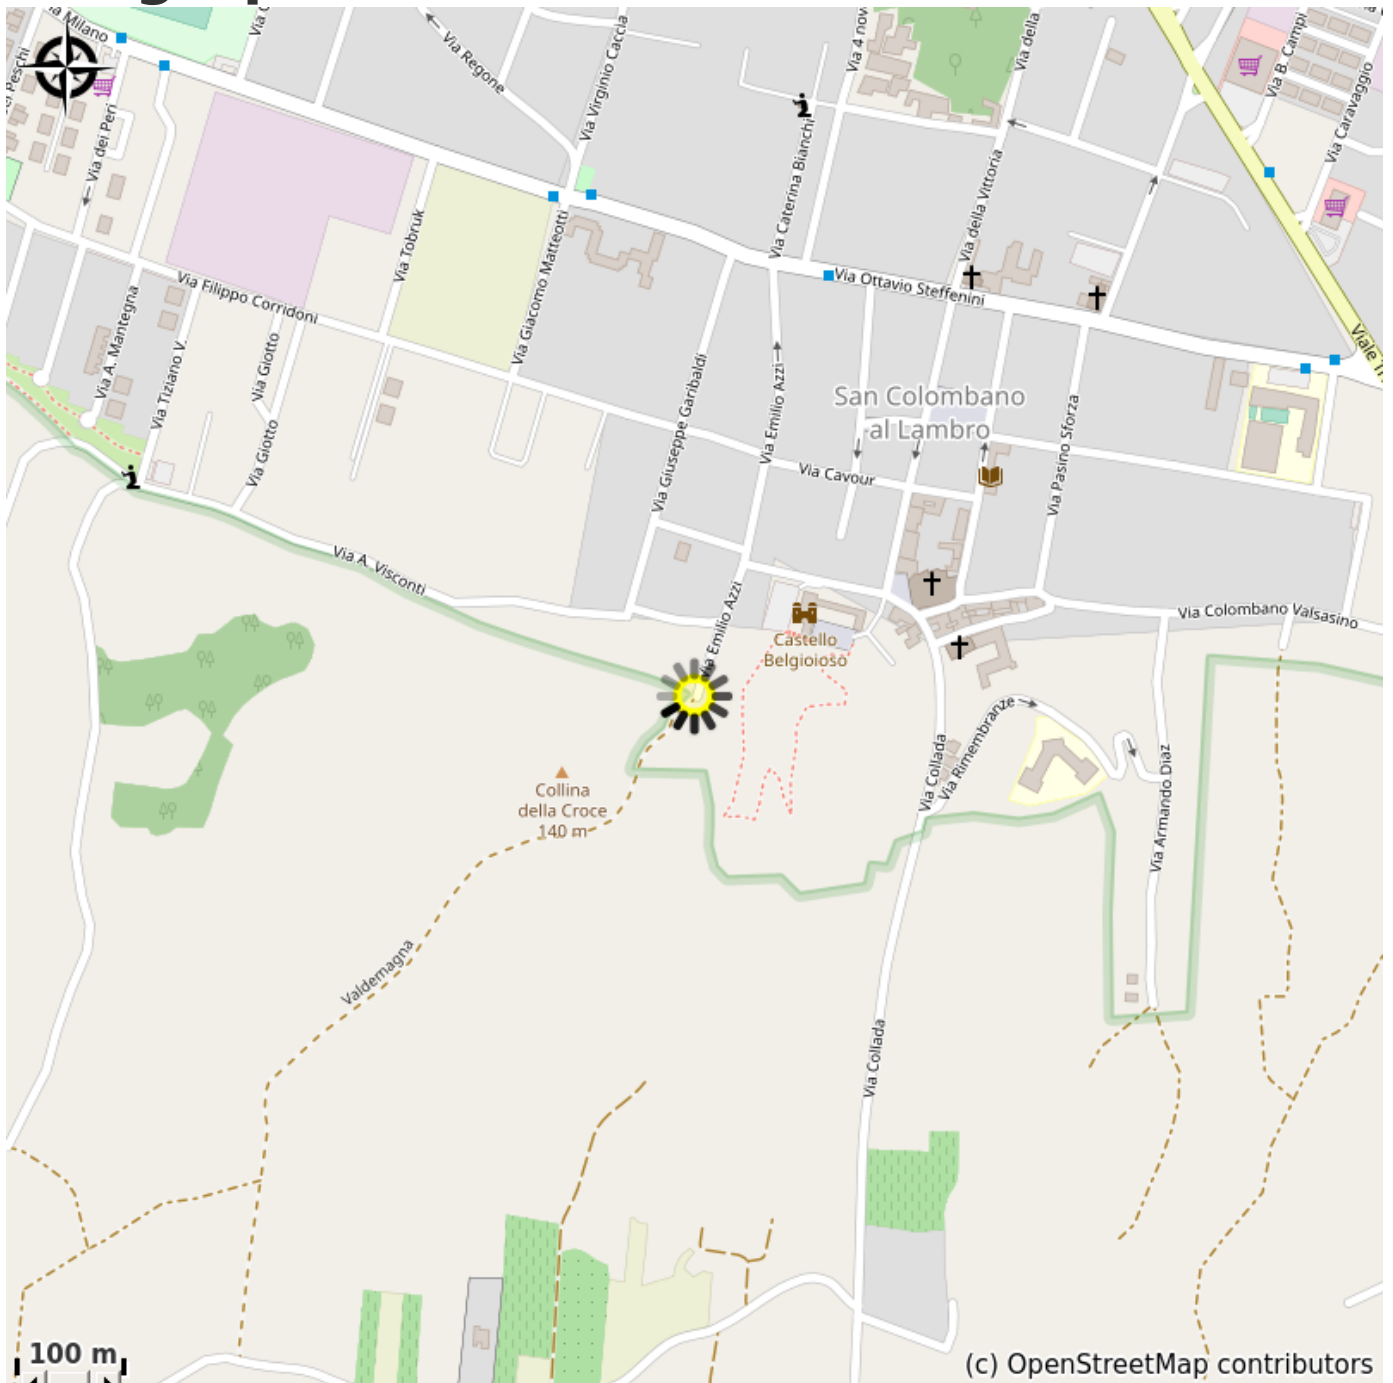 Via Milano
Via Regone
Via Virginio Caccia
Via 4 nov
Via della
Via B. Campi
Via Caravaggio
Via dei Peri
Via Caterina Bianchi
Via della Vittoria
Via Tobruk
Via Giacomo Matteotti
Via Filippo Corridoni
Via Ottavio Steffenini
Via A. Mantegna
Via Tiziano V.
Via Giotto
Via Giotto
Via Giuseppe Garibaldi
Via Emilio Azzi
San Colombano
al Lambro
Via Pasino Sforza
Via Cavour
Via A. Visconti
Via Emilio Azzi
Castello
Belgioioso
Via Colombano Valsasino
Via Rimembranze
Via Collada
Via Armando Diaz
Collina
della Croce
140 m
Valdemagna
Via Collada
100 m
(c) OpenStreetMap contributors